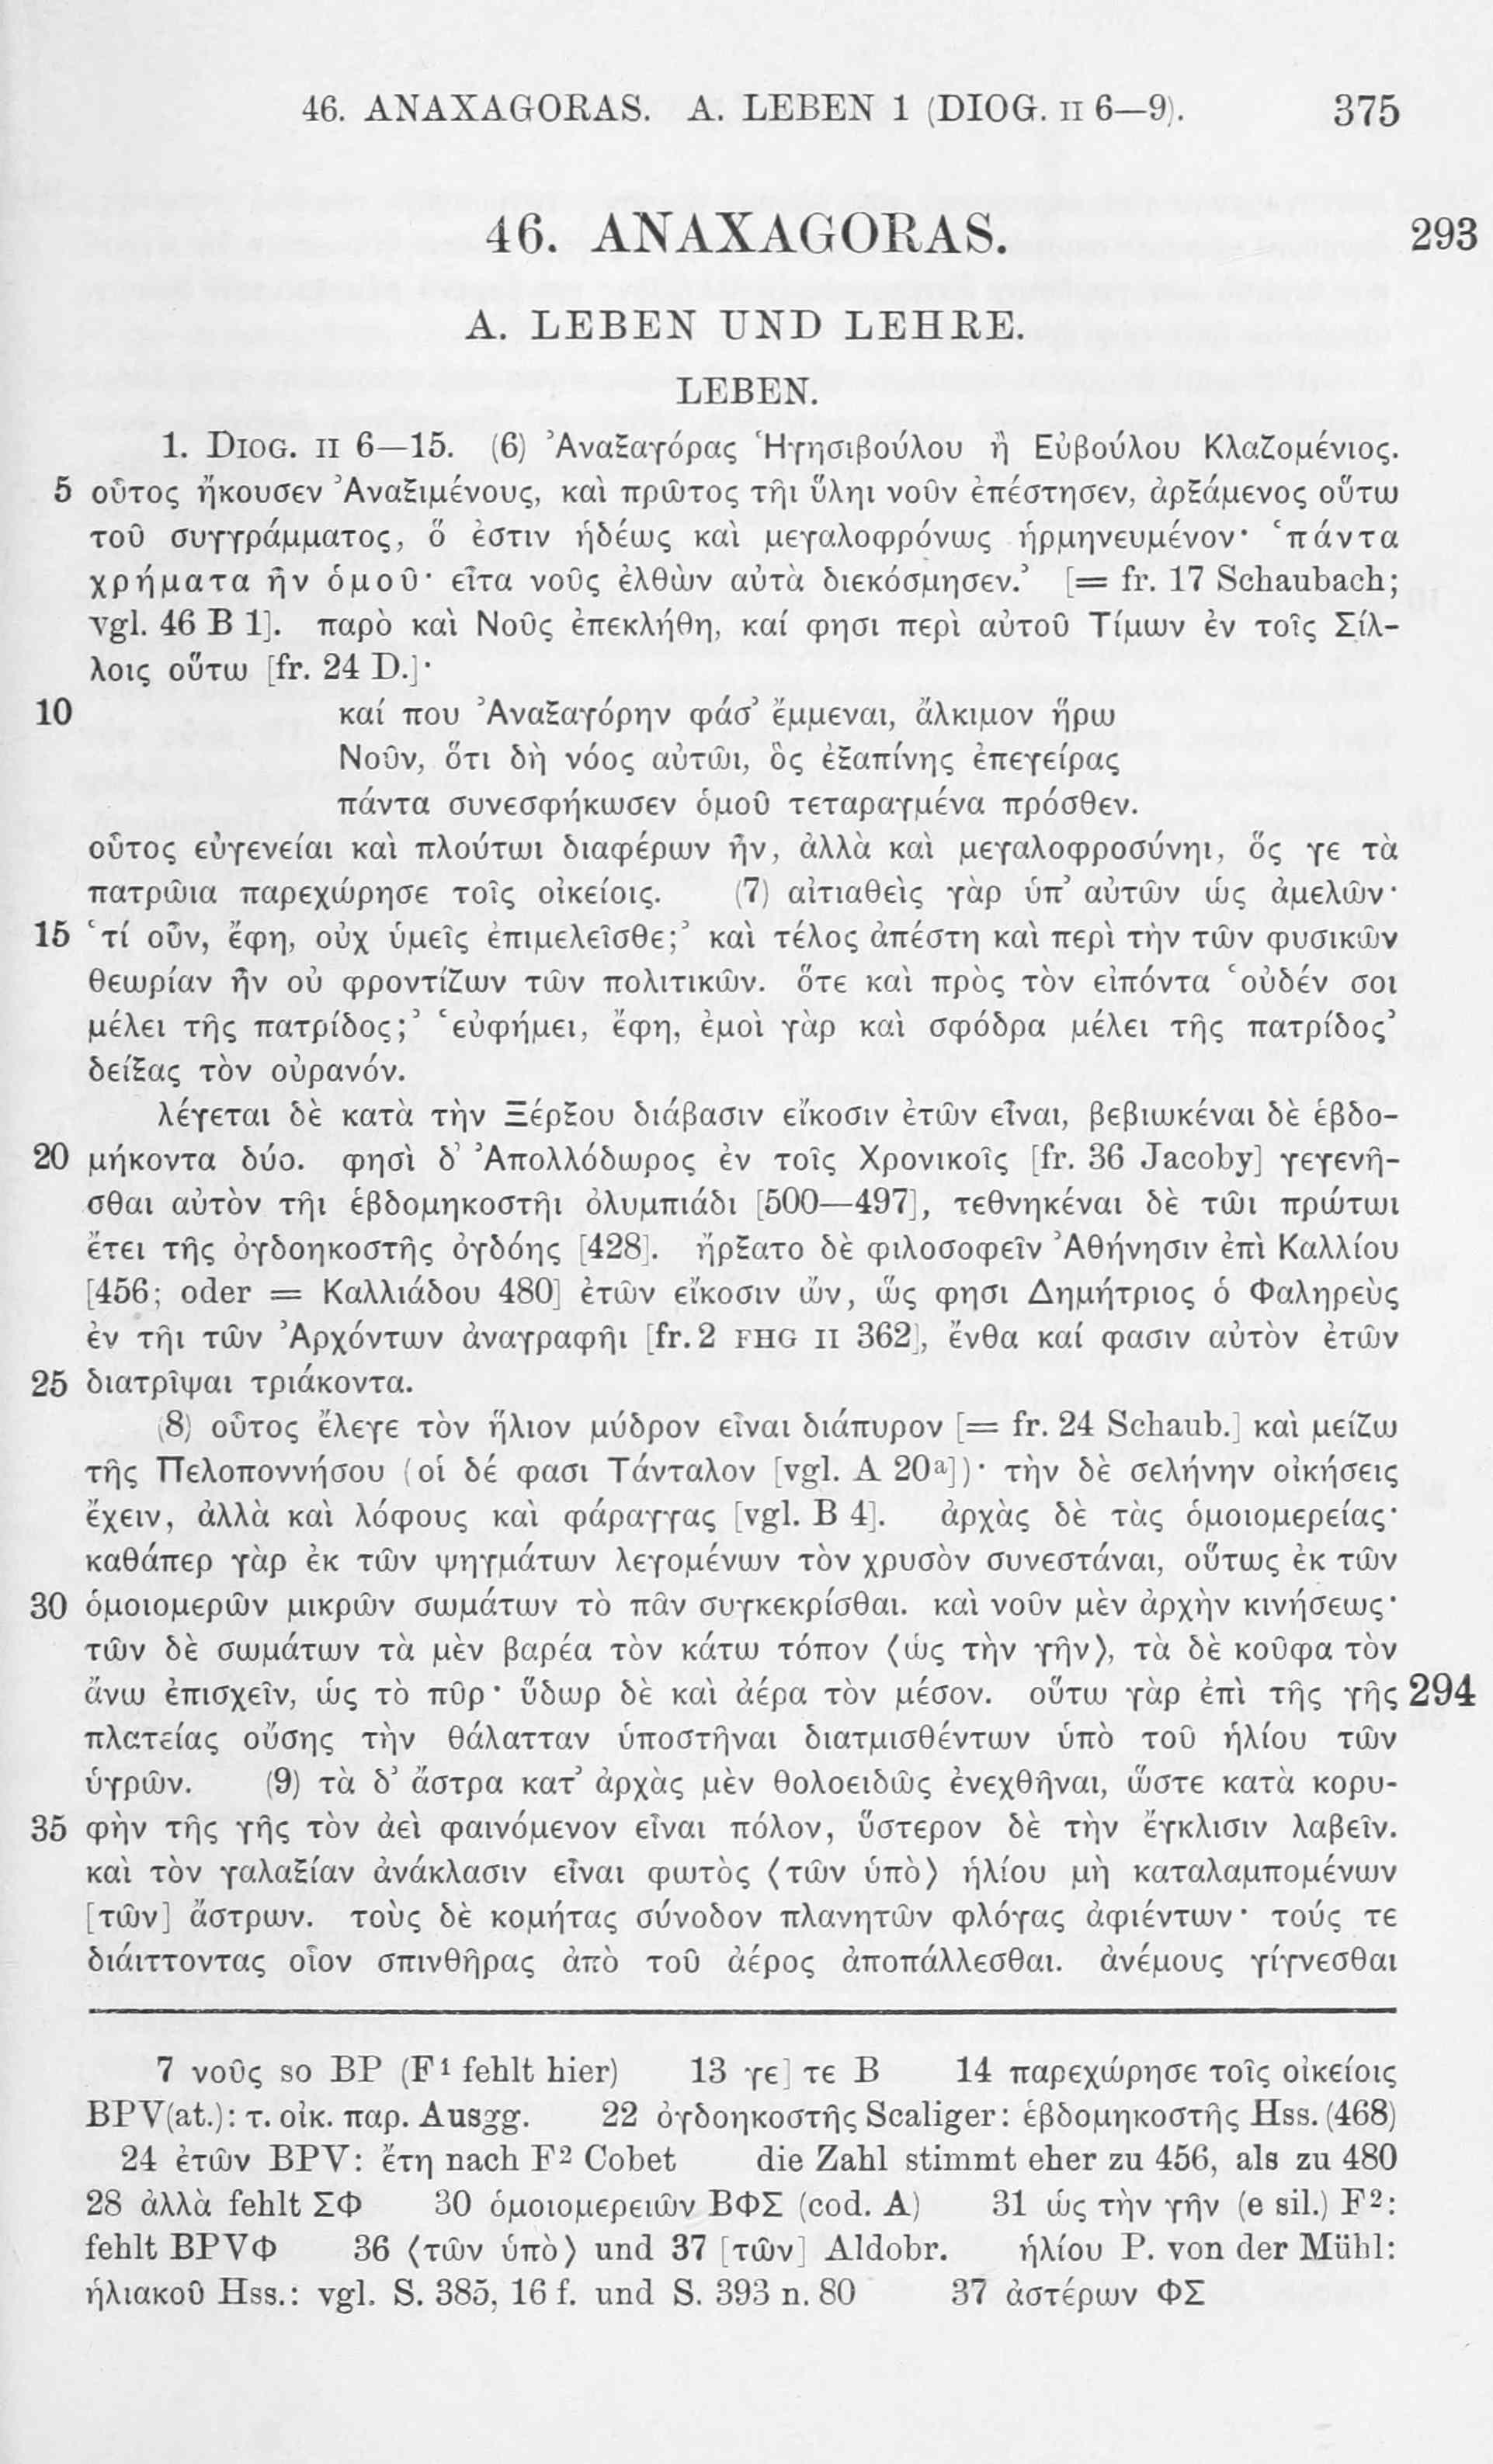 46. ANAXAGORAS. A. LEBEN 1 (DIOG. II 6—9). 375
46. ANAXAGORAS. 293
A. LEBEN UND LEHRE.
LEBEN.
1. DIOG. II 6—15. (6) Ἀναξαγόρας Ἡγησιβούλου ἢ Εὐβούλου Κλαζομένιος.
5 οὗτος ἤκουσεν Ἀναξιμένους, καὶ πρῶτος τῆι ὕληι νοῦν ἐπέστησεν, ἀρξάμενος οὕτω
τοῦ συγγράμματος, ὅ ἐστιν ἡδέως καὶ μεγαλοφρόνως ἡρμηνευμένον· ‘πάντα
χρήματα ἦν ὁμοῦ· εἶτα νοῦς ἐλθὼν αὐτὰ διεκόσμησεν.’ [= fr. 17 Schaubach;
vgl. 46 B 1]. παρὸ καὶ Νοῦς ἐπεκλήθη, καί φησι περὶ αὐτοῦ Τίμων ἐν τοῖς Σίλ-
λοις οὕτω [fr. 24 D.]·
10 καί που Ἀναξαγόρην φάσ’ ἔμμεναι, ἄλκιμον ἥρω
Νοῦν, ὅτι δὴ νόος αὐτῶι, ὃς ἐξαπίνης ἐπεγείρας
πάντα συνεσφήκωσεν ὁμοῦ τεταραγμένα πρόσθεν.
οὗτος εὐγενείαι καὶ πλούτωι διαφέρων ἦν, ἀλλὰ καὶ μεγαλοφροσύνηι, ὅς γε τὰ
πατρῶια παρεχώρησε τοῖς οἰκείοις. (7) αἰτιαθεὶς γὰρ ὑπ’ αὐτῶν ὡς ἀμελῶν·
15 ‘τί οὖν, ἔφη, οὐχ ὑμεῖς ἐπιμελεῖσθε;’ καὶ τέλος ἀπέστη καὶ περὶ τὴν τῶν φυσικῶν
θεωρίαν ἦν οὐ φροντίζων τῶν πολιτικῶν. ὅτε καὶ πρὸς τὸν εἰπόντα ‘οὐδέν σοι
μέλει τῆς πατρίδος;’ ‘εὐφήμει, ἔφη, ἐμοὶ γὰρ καὶ σφόδρα μέλει τῆς πατρίδος’
δείξας τὸν οὐρανόν.
λέγεται δὲ κατὰ τὴν Ξέρξου διάβασιν εἴκοσιν ἐτῶν εἶναι, βεβιωκέναι δὲ ἑβδο-
20 μήκοντα δύο. φησὶ δ’ Ἀπολλόδωρος ἐν τοῖς Χρονικοῖς [fr. 36 Jacoby] γεγενῆ-
σθαι αὐτὸν τῆι ἑβδομηκοστῆι ὀλυμπιάδι [500—497], τεθνηκέναι δὲ τῶι πρώτωι
ἔτει τῆς ὀγδοηκοστῆς ὀγδόης [428]. ἤρξατο δὲ φιλοσοφεῖν Ἀθήνησιν ἐπὶ Καλλίου
[456; oder = Καλλιάδου 480] ἐτῶν εἴκοσιν ὤν, ὥς φησι Δημήτριος ὁ Φαληρεὺς
ἐν τῆι τῶν Ἀρχόντων ἀναγραφῆι [fr. 2 FHG II 362], ἔνθα καί φασιν αὐτὸν ἐτῶν
25 διατρῖψαι τριάκοντα.
(8) οὗτος ἔλεγε τὸν ἥλιον μύδρον εἶναι διάπυρον [= fr. 24 Schaub.] καὶ μείζω
τῆς Πελοποννήσου (οἱ δέ φασι Τάνταλον [vgl. A 20a])· τὴν δὲ σελήνην οἰκήσεις
ἔχειν, ἀλλὰ καὶ λόφους καὶ φάραγγας [vgl. B 4]. ἀρχὰς δὲ τὰς ὁμοιομερείας·
καθάπερ γὰρ ἐκ τῶν ψηγμάτων λεγομένων τὸν χρυσὸν συνεστάναι, οὕτως ἐκ τῶν
30 ὁμοιομερῶν μικρῶν σωμάτων τὸ πᾶν συγκεκρίσθαι. καὶ νοῦν μὲν ἀρχὴν κινήσεως·
τῶν δὲ σωμάτων τὰ μὲν βαρέα τὸν κάτω τόπον ⟨ὡς τὴν γῆν⟩, τὰ δὲ κοῦφα τὸν
ἄνω ἐπισχεῖν, ὡς τὸ πῦρ· ὕδωρ δὲ καὶ ἀέρα τὸν μέσον. οὕτω γὰρ ἐπὶ τῆς γῆς 294
πλατείας οὔσης τὴν θάλατταν ὑποστῆναι διατμισθέντων ὑπὸ τοῦ ἡλίου τῶν
ὑγρῶν. (9) τὰ δ’ ἄστρα κατ’ ἀρχὰς μὲν θολοειδῶς ἐνεχθῆναι, ὥστε κατὰ κορυ-
35 φὴν τῆς γῆς τὸν ἀεὶ φαινόμενον εἶναι πόλον, ὕστερον δὲ τὴν ἔγκλισιν λαβεῖν.
καὶ τὸν γαλαξίαν ἀνάκλασιν εἶναι φωτὸς ⟨τῶν ὑπὸ⟩ ἡλίου μὴ καταλαμπομένων
[τῶν] ἄστρων. τοὺς δὲ κομήτας σύνοδον πλανητῶν φλόγας ἀφιέντων· τούς τε
διάιττοντας οἷον σπινθῆρας ἀπὸ τοῦ ἀέρος ἀποπάλλεσθαι. ἀνέμους γίγνεσθαι
7 νοῦς so BP (F1 fehlt hier) 13 γε] τε B 14 παρεχώρησε τοῖς οἰκείοις
BPV(at.): τ. οἰκ. παρ. Ausgg. 22 ὀγδοηκοστῆς Scaliger: ἑβδομηκοστῆς Hss. (468)
24 ἐτῶν BPV: ἔτη nach F2 Cobet die Zahl stimmt eher zu 456, als zu 480
28 ἀλλὰ fehlt ΣΦ 30 ὁμοιομερειῶν ΒΦΣ (cod. A) 31 ὡς τὴν γῆν (e sil.) F2:
fehlt BPVΦ 36 ⟨τῶν ὑπὸ⟩ und 37 [τῶν] Aldobr. ἡλίου P. von der Mühl:
ἡλιακοῦ Hss.: vgl. S. 385, 16 f. und S. 393 n. 80 37 ἀστέρων ΦΣ